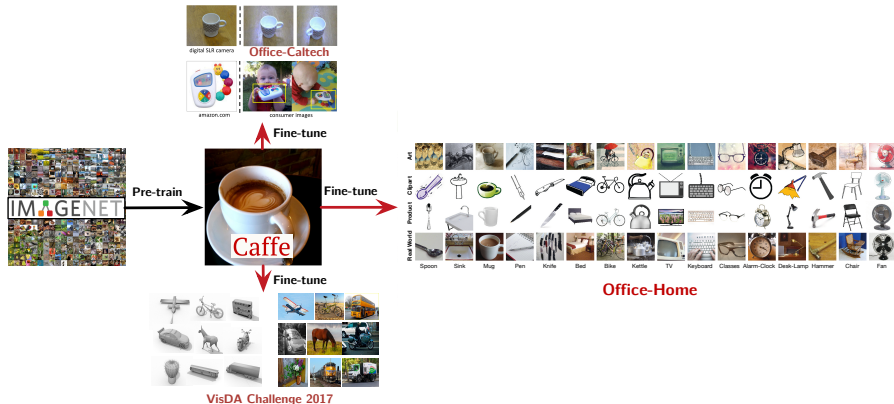 digital SLR camera
Office-Caltech
amazon.com
consumer images
Fine-tune
IMAGENET
Pre-train
Caffe
Fine-tune
Fine-tune
VisDA Challenge 2017
Art
Clipart
Product
Real World
Spoon Sink Mug Pen Knife Bed Bike Kettle TV Keyboard Glasses Alarm-Clock Desk-Lamp Hammer Chair Fan
Office-Home